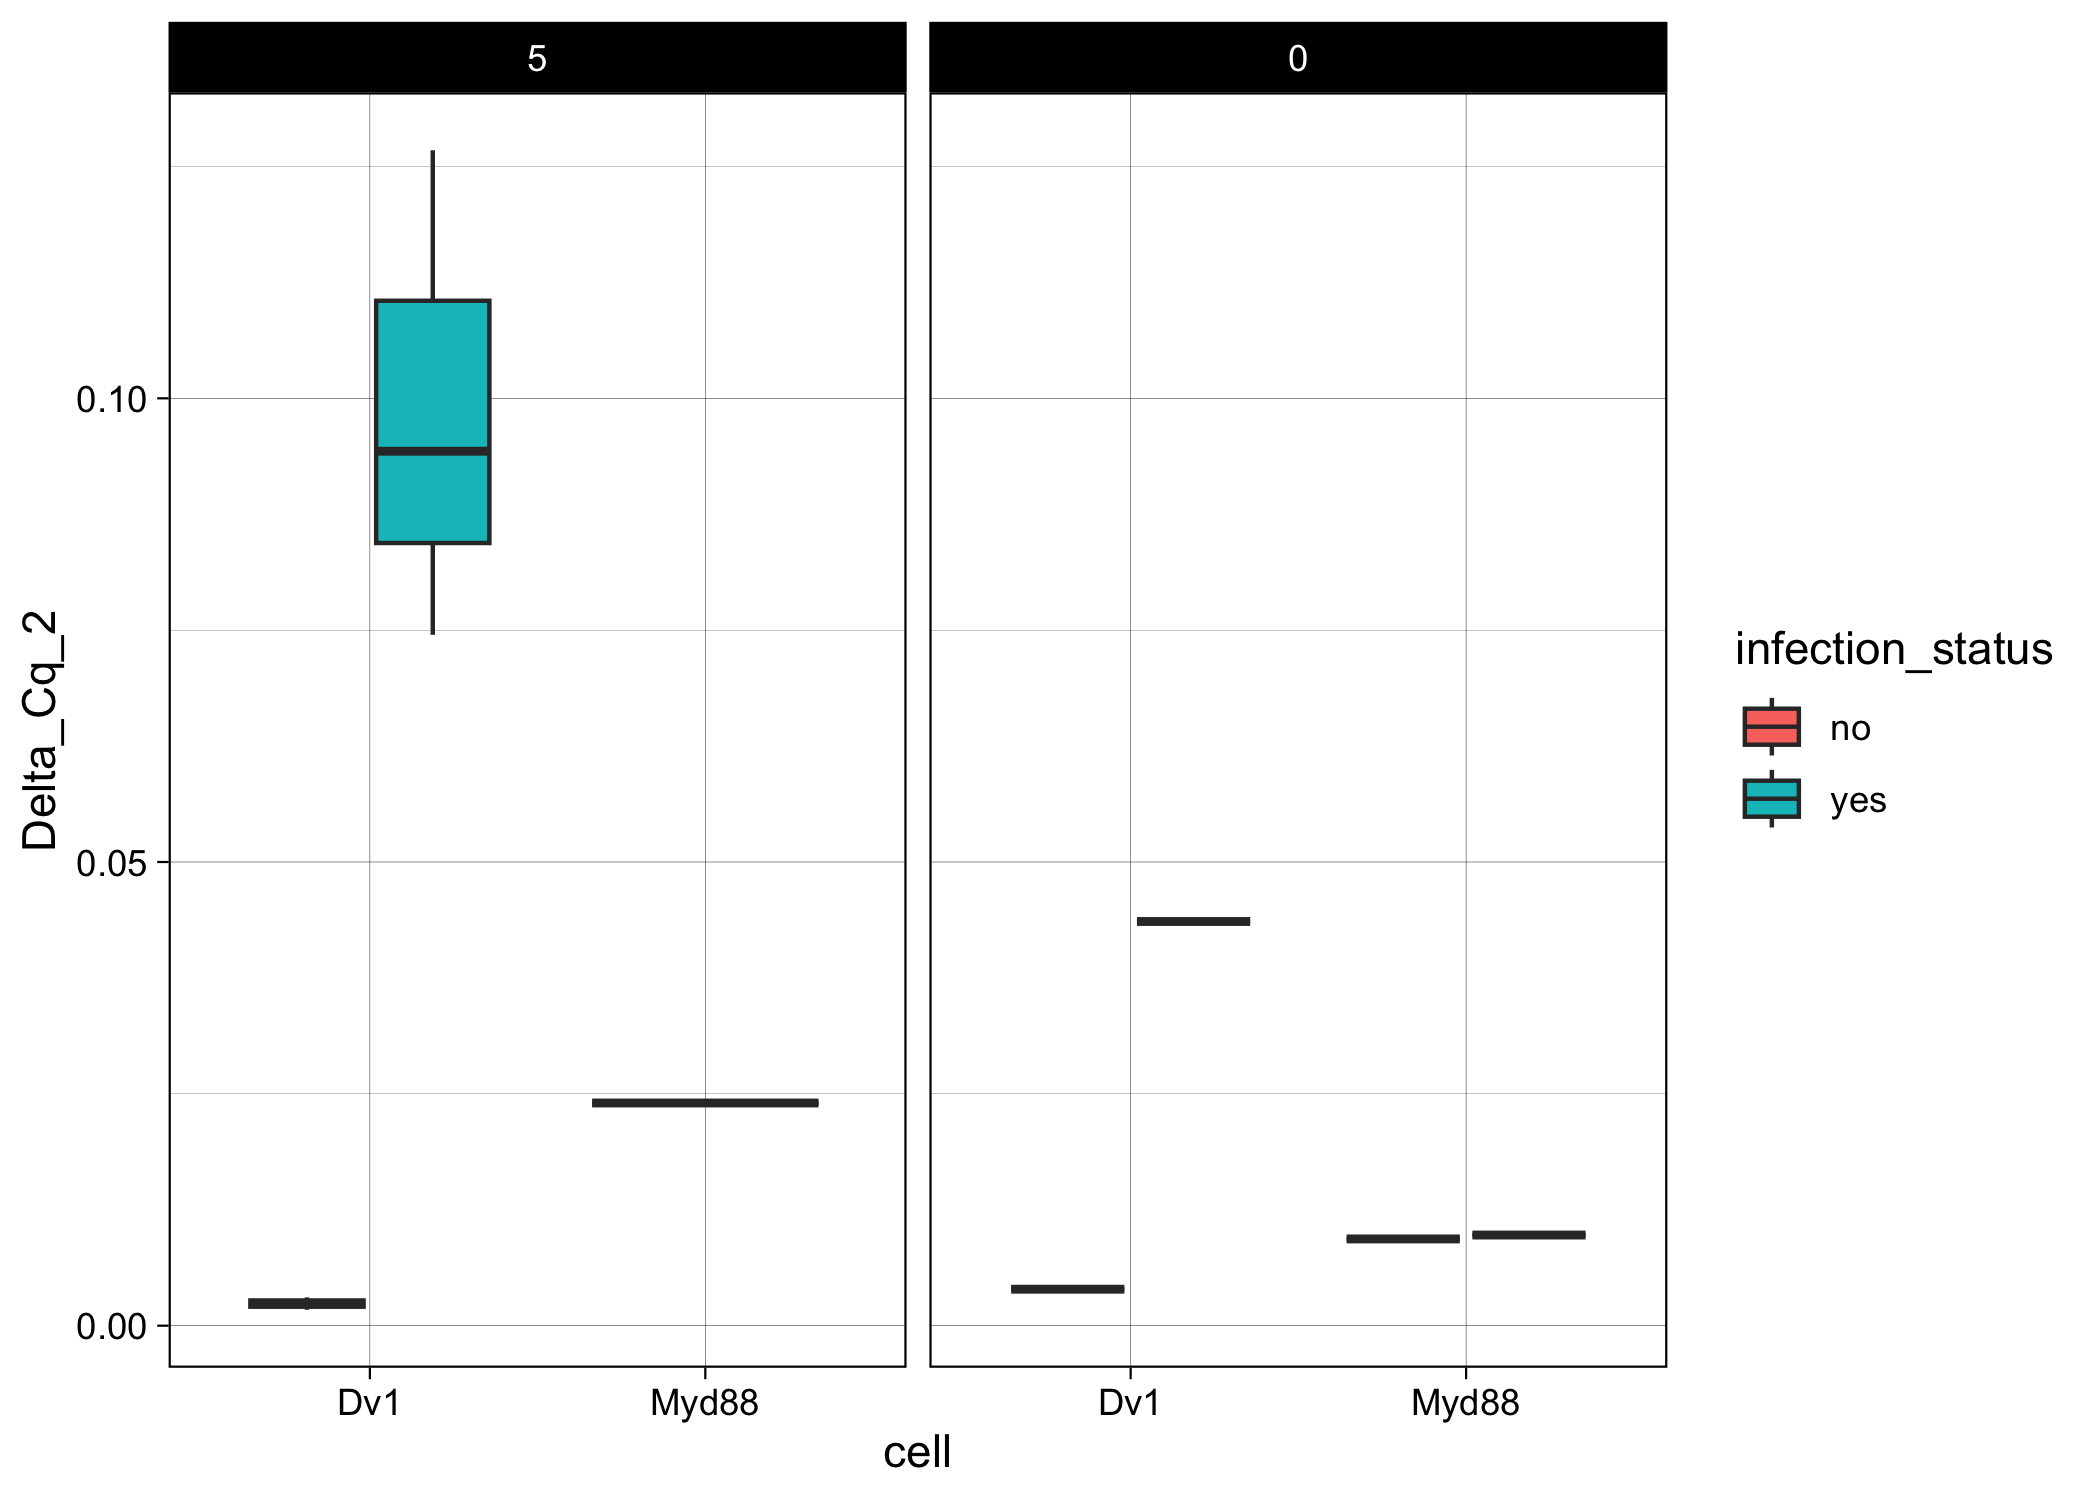 5
0
Delta_Cq_2
0.10
0.05
0.00
Dv1
Myd88
Dv1
Myd88
cell
infection_status
no
yes